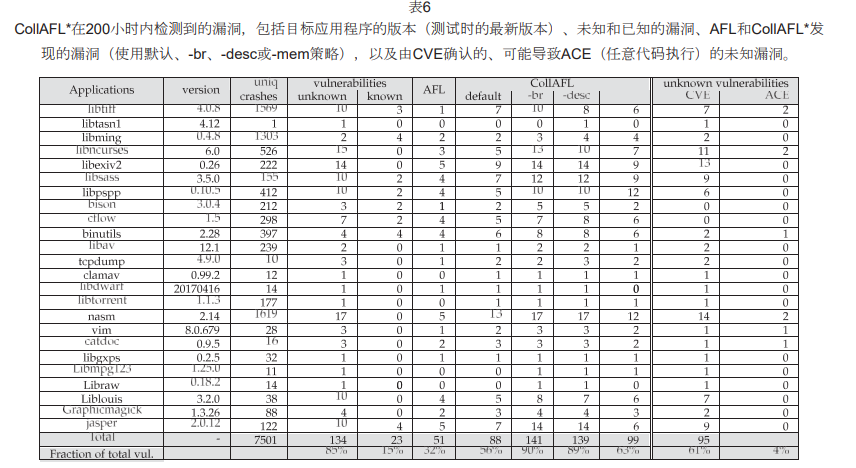 表6
CollAFL*在200小时内检测到的漏洞，包括目标应用程序的版本（测试时的最新版本）、未知和已知的漏洞、AFL和CollAFL*发
现的漏洞（使用默认、-br、-desc或-mem策略），以及由CVE确认的、可能导致ACE（任意代码执行）的未知漏洞。
Applications version uniq crashes vulnerabilities unknown known AFL CollAFL default -br -desc unknown vulnerabilities CVE ACE
libtiff 4.0.8 1569 10 3 1 7 10 8 6 7 2
libtasn1 4.12 1 1 0 0 0 0 1 0 1 0
libming 0.4.8 1303 2 4 2 2 3 4 4 2 0
libncurses 6.0 526 15 0 3 5 13 10 7 11 2
libexiv2 0.26 222 14 0 5 9 14 14 9 13 0
libsass 3.5.0 155 10 2 4 7 12 12 9 9 0
libpspp 0.10.5 412 10 2 4 5 10 10 12 6 0
bison 3.0.4 212 3 2 1 2 5 5 2 0 0
cflow 1.5 298 7 2 4 5 7 8 6 0 0
binutils 2.28 397 4 4 4 6 8 8 6 2 1
libav 12.1 239 2 0 1 1 2 2 1 2 0
tcpdump 4.9.0 10 3 0 1 2 2 3 2 2 0
clamav 0.99.2 12 1 0 0 1 1 1 1 1 0
libdwarf 20170416 14 1 0 1 1 1 1 0 1 0
libtorrent 1.1.3 177 1 0 0 1 1 1 1 1 0
nasm 2.14 1619 17 0 5 13 17 17 12 14 2
vim 8.0.679 28 3 0 1 2 3 3 2 1 1
catdoc 0.9.5 16 3 0 2 3 3 3 2 1 1
libgxps 0.2.5 32 1 0 1 1 1 1 1 1 0
Libmpg123 1.25.0 11 1 0 0 0 1 1 1 1 0
Libraw 0.18.2 14 1 0 0 0 1 1 0 1 0
Liblouis 3.2.0 38 10 0 4 5 8 7 6 7 0
Graphicmagick 1.3.26 88 4 0 2 3 4 4 3 2 0
jasper 2.0.12 122 10 4 5 7 14 14 6 9 0
Total - 7501 134 23 51 88 141 139 99 95
Fraction of total vul. 85% 15% 32% 56% 90% 89% 63% 61% 4%